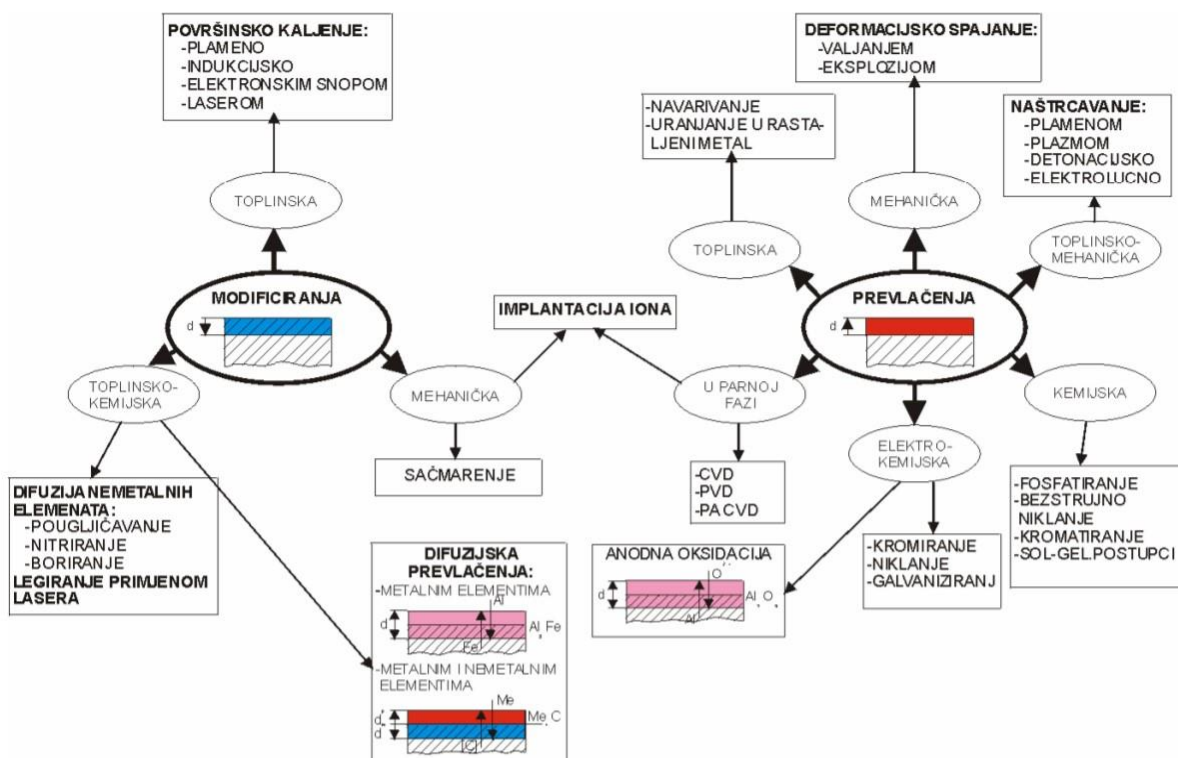 POVRŠINSKO KALJENJE:
-PLAMENO
-INDUKCIJSKO
-ELEKTRONSKIM SNOPOM
-LASEROM
DEFORMACIJSKO SPAJANJE:
-VALJANJEM
-EKSPLOZIJOM
-NAVARIVANJE
-URANJANJE U RASTA-
LJENI METAL
NAŠTRCAVANJE:
-PLAMENOM
-PLAZMOM
-DETONACIJSKO
-ELEKTROLUCNO
TOPLINSKA
MEHANIČKA
TOPLINSKA
TOPLINSKO-
MEHANIČKA
MODIFICIRANJA
d
IMPLANTACIJA IONA
PREVLAČENJA
d
TOPLINSKO-
KEMIJSKA
MEHANIČKA
U PARNOJ
FAZI
KEMIJSKA
ELEKTRO-
KEMIJSKA
SAČMARENJE
-CVD
-PVD
-PACVD
DIFUZIJA NEMETALNIH
ELEMENATA:
-POUGLJIČAVANJE
-NITRIRANJE
-BORIRANJE
LEGIRANJE PRIMJENOM
LASERA
-FOSFATIRANJE
-BEZSTRUJNO
NIKLANJE
-KROMATIRANJE
-SOL-GEL.POSTUPCI
-KROMIRANJE
-NIKLANJE
-GALVANIZIRANJ
ANODNA OKSIDACIJA
O''
d
Al, O,
Al
DIFUZIJSKA
PREVLAČENJA:
-METALNIM ELEMENTIMA
Al
d
Al, Fe
Fe
-METALNIM I NEMETALNIM
ELEMENTIMA
Me
d'
Me, C
d